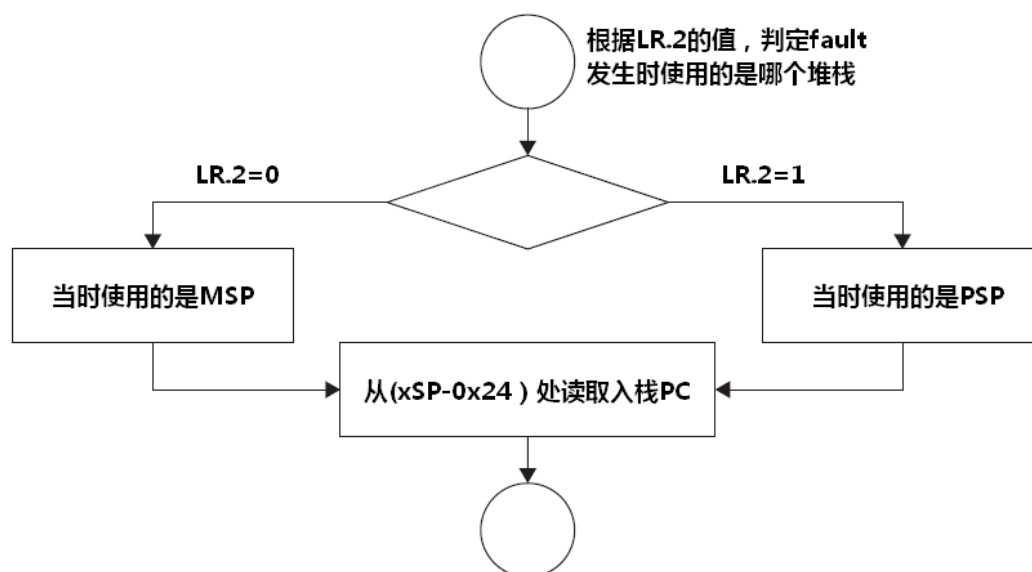 根据LR.2的值，判定fault
发生时使用的是哪个堆栈
LR.2=0
LR.2=1
当时使用的是MSP
当时使用的是PSP
从(xSP-0x24 ) 处读取入栈PC